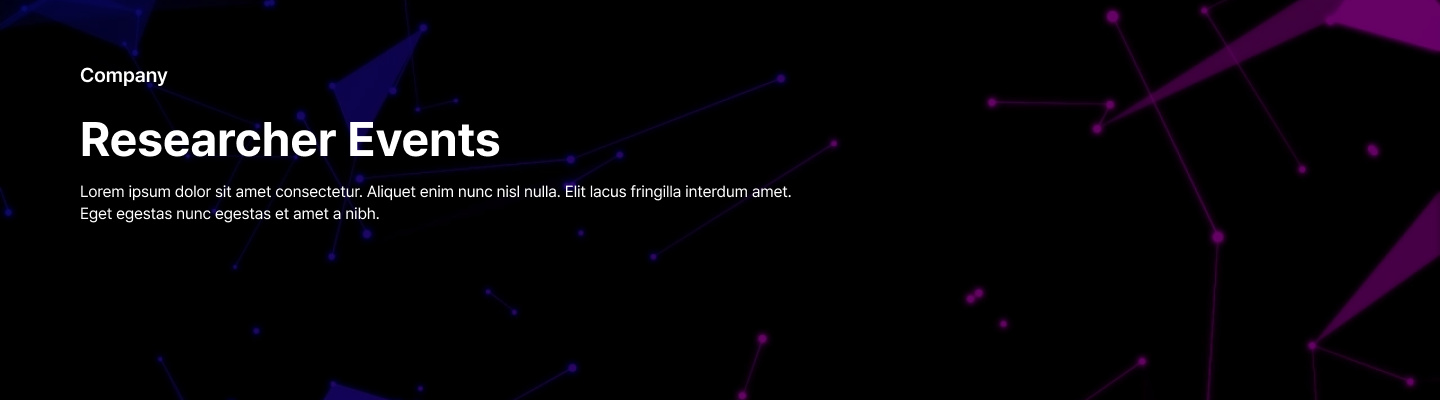 Company
Researcher Events
Lorem ipsum dolor sit amet consectetur. Aliquet enim nunc nisl nulla. Elit lacus fringilla interdum amet.
Eget egestas nunc egestas et amet a nibh.